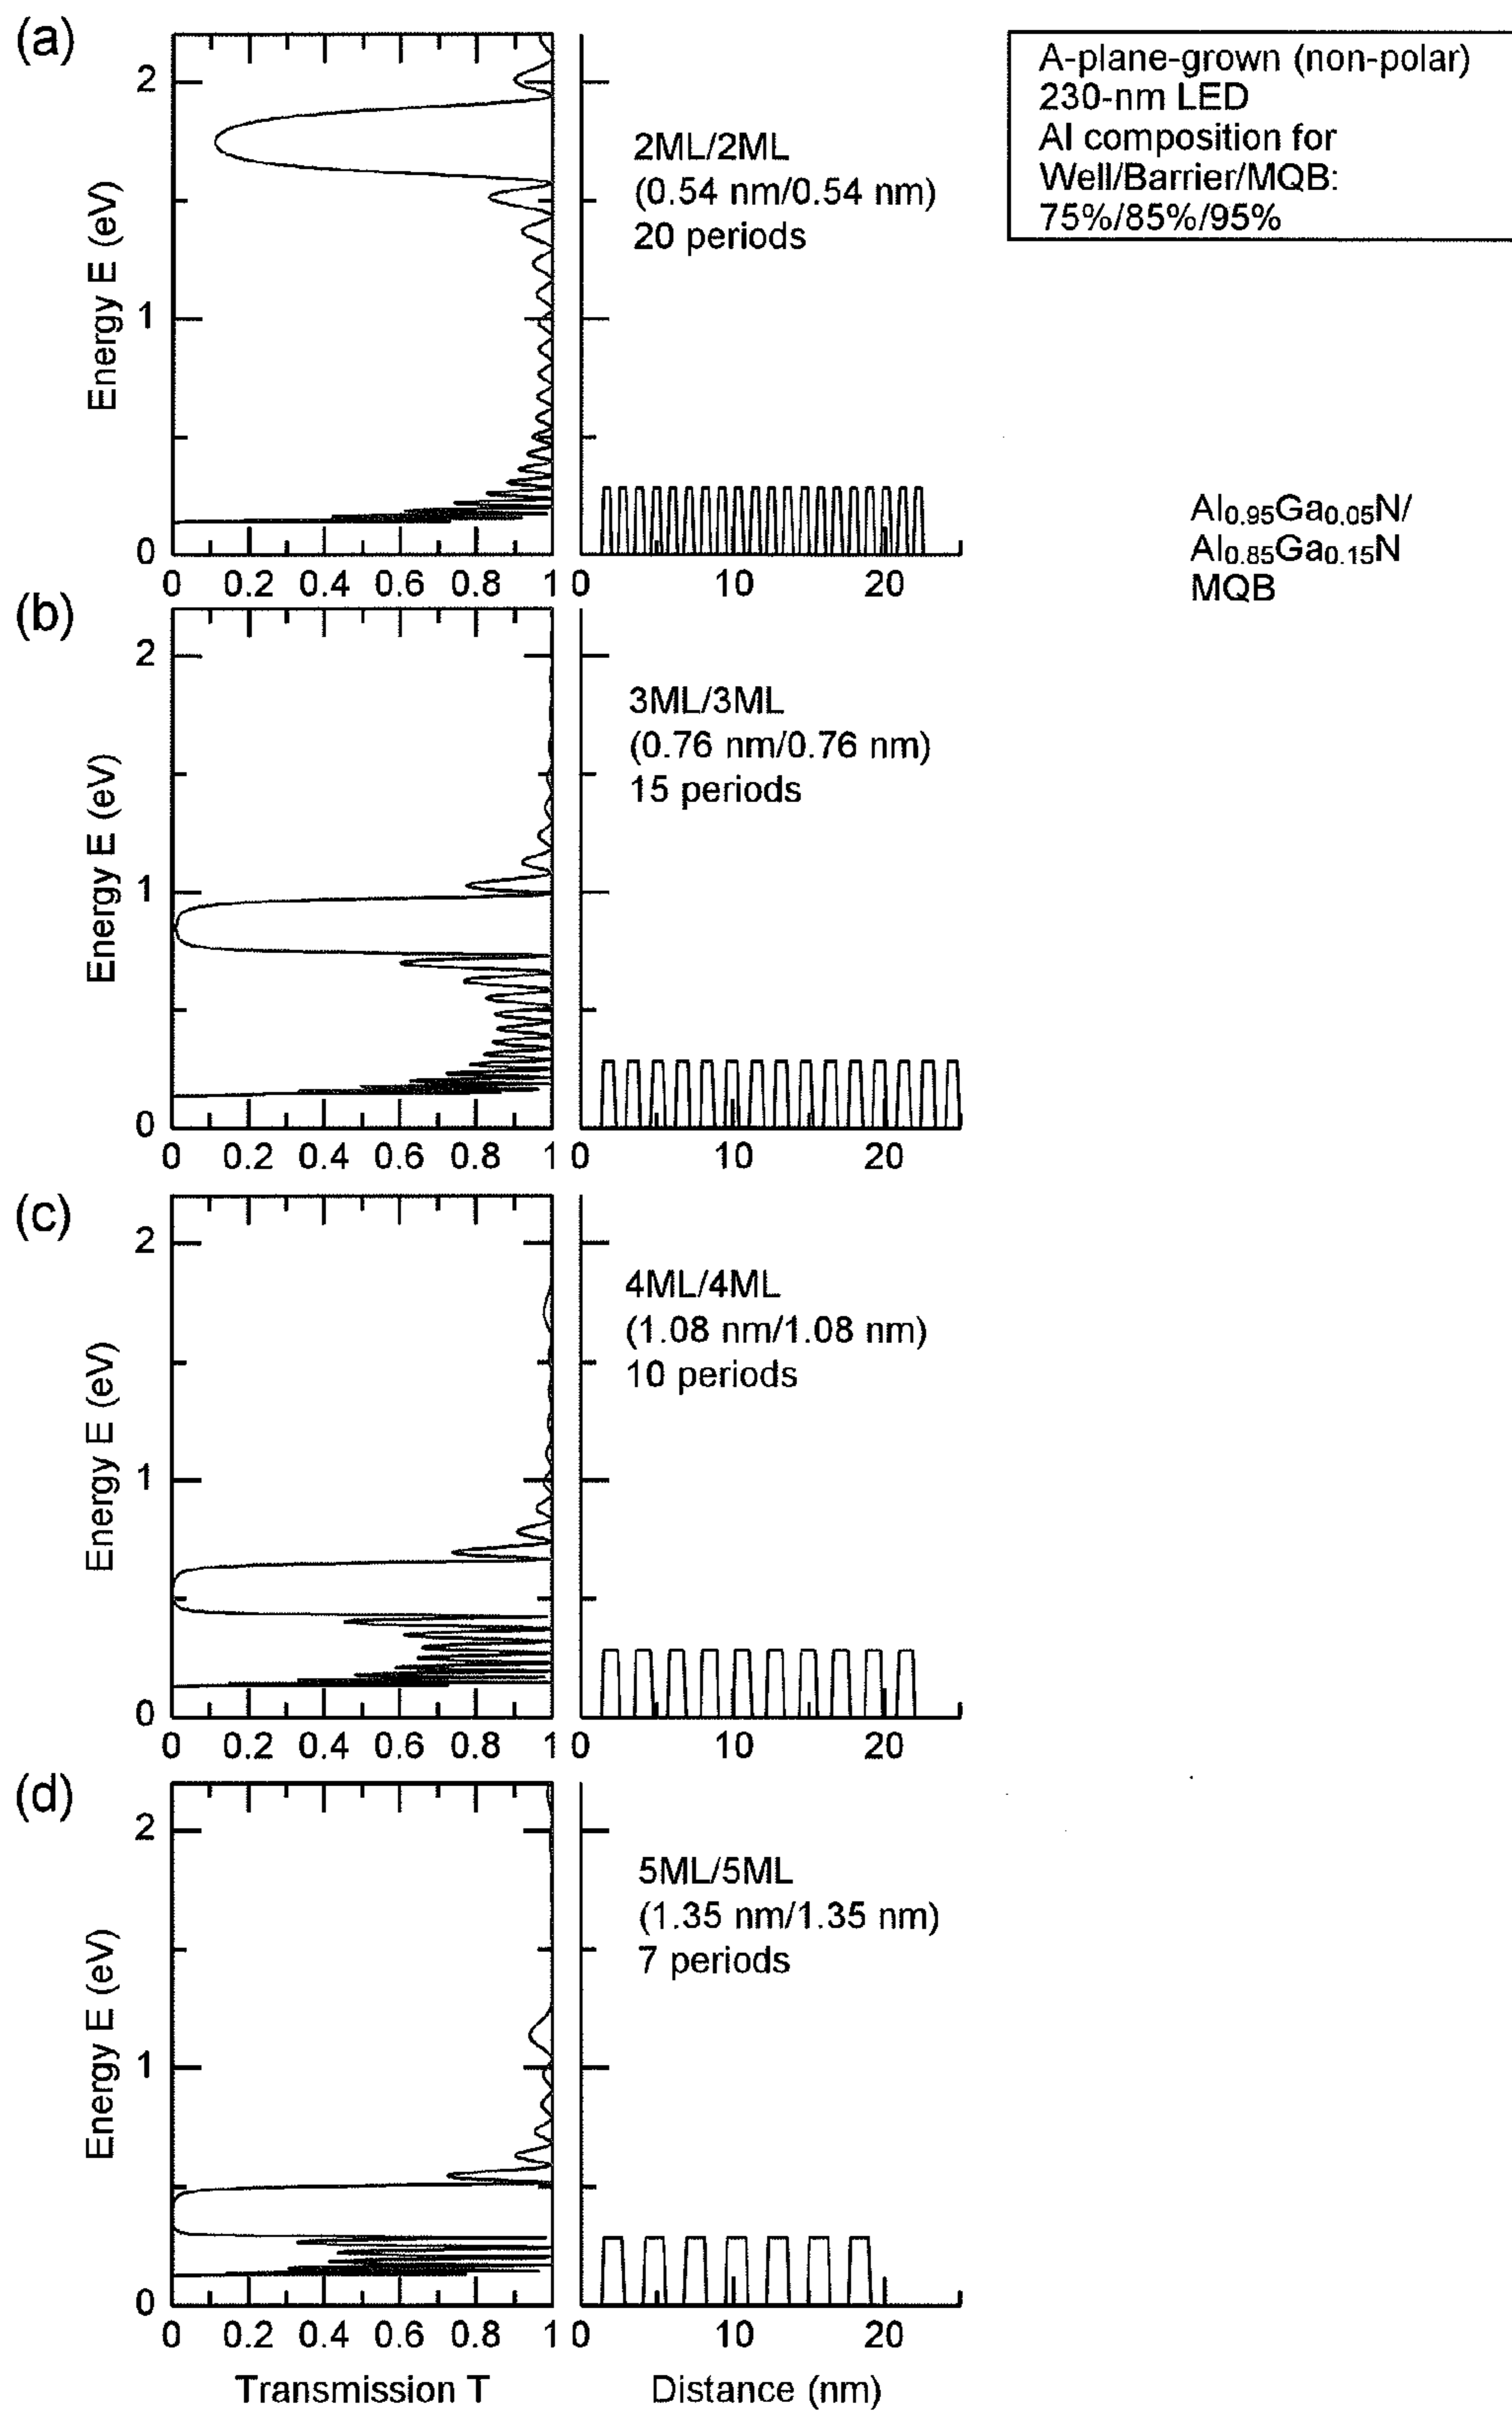 (a)
Energy E (eV)
2
1
0
0 0.2 0.4 0.6 0.8 1
0 10 20
2ML/2ML
(0.54 nm/0.54 nm)
20 periods
A-plane-grown (non-polar)
230-nm LED
Al composition for
Well/Barrier/MQB:
75%/85%/95%
Al0.95Ga0.05N/
Al0.85Ga0.15N
MQB
(b)
Energy E (eV)
2
1
0
0 0.2 0.4 0.6 0.8 1
0 10 20
3ML/3ML
(0.76 nm/0.76 nm)
15 periods
(c)
Energy E (eV)
2
1
0
0 0.2 0.4 0.6 0.8 1
0 10 20
4ML/4ML
(1.08 nm/1.08 nm)
10 periods
(d)
Energy E (eV)
2
1
0
0 0.2 0.4 0.6 0.8 1
0 10 20
5ML/5ML
(1.35 nm/1.35 nm)
7 periods
Transmission T
Distance (nm)